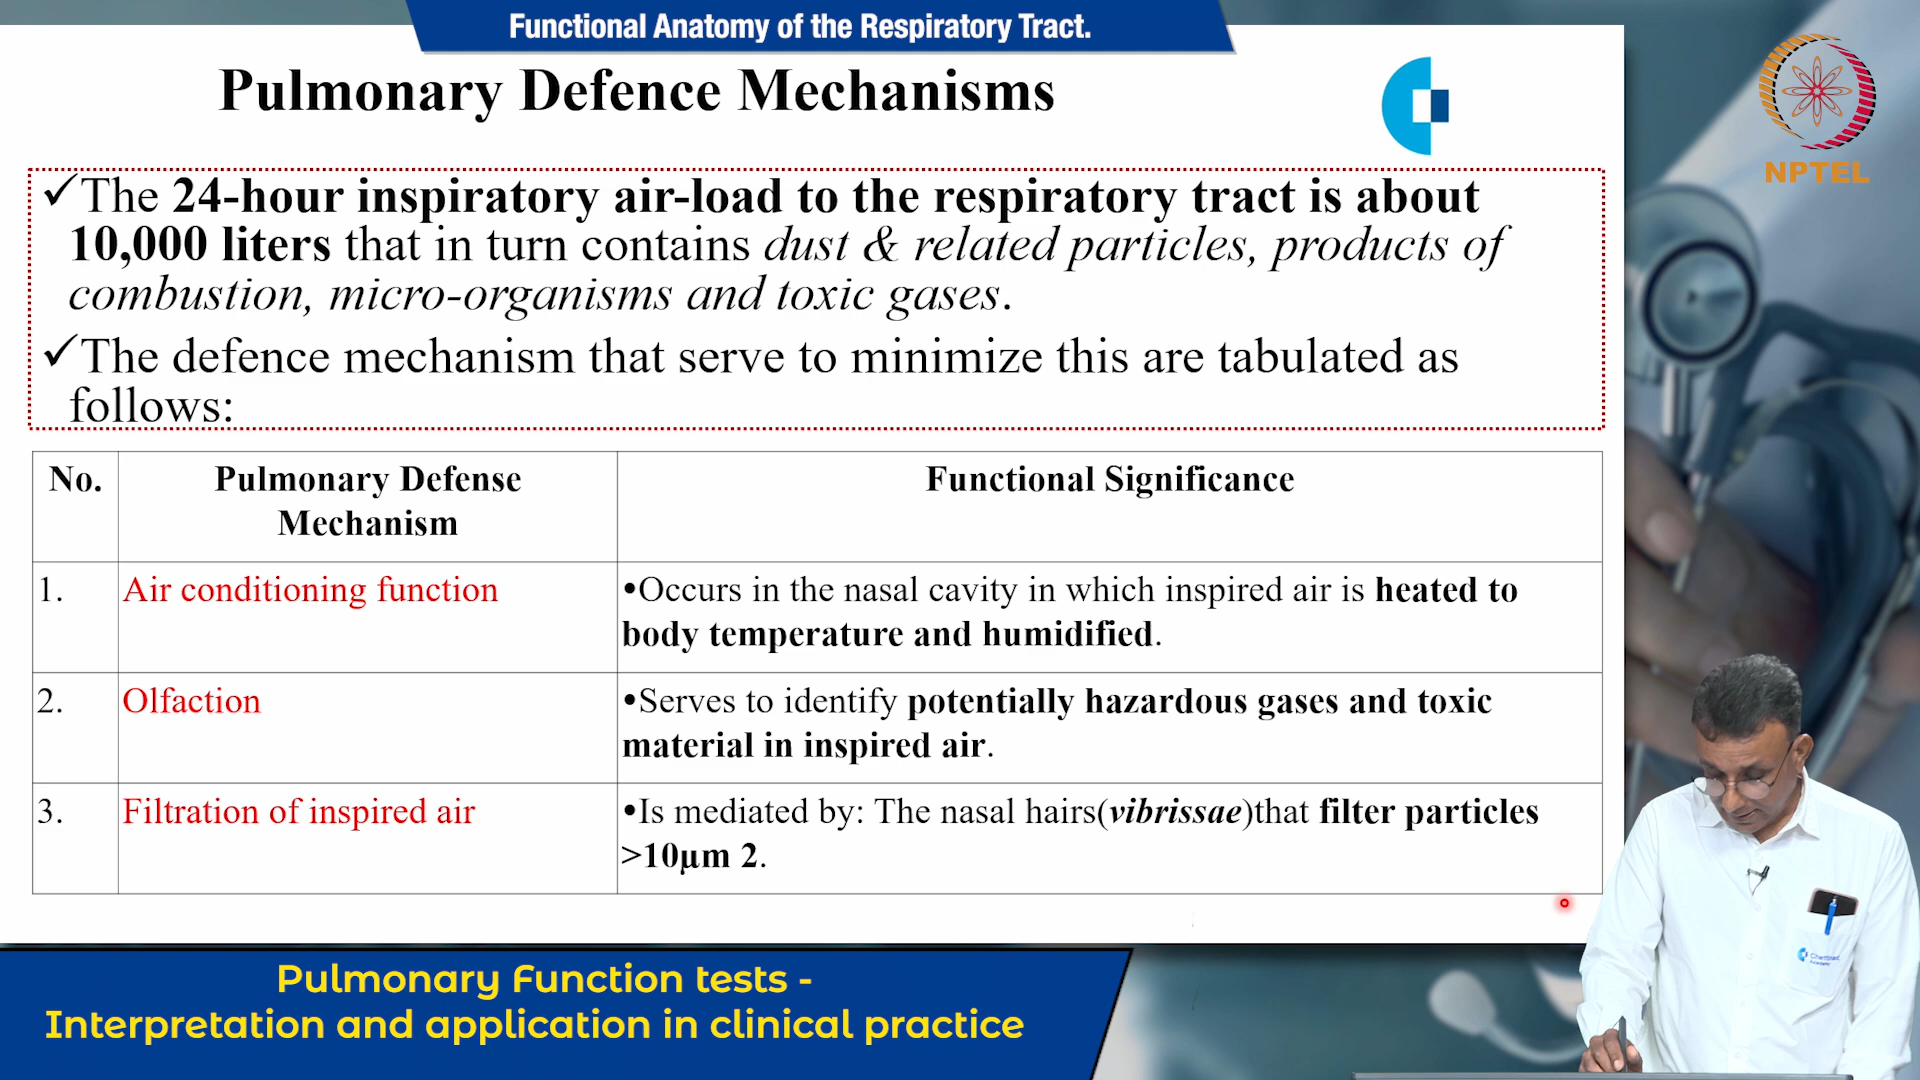 Functional Anatomy of the Respiratory Tract.
Pulmonary Defence Mechanisms
NPTEL
✓The 24-hour inspiratory air-load to the respiratory tract is about
10,000 liters that in turn contains dust & related particles, products of
combustion, micro-organisms and toxic gases.
✓The defence mechanism that serve to minimize this are tabulated as
follows:
No.
Pulmonary Defense
Mechanism
Functional Significance
1.
Air conditioning function
•Occurs in the nasal cavity in which inspired air is heated to
body temperature and humidified.
2.
Olfaction
•Serves to identify potentially hazardous gases and toxic
material in inspired air.
3.
Filtration of inspired air
•Is mediated by: The nasal hairs(vibrissae)that filter particles
>10µm 2.
Pulmonary Function tests -
Interpretation and application in clinical practice